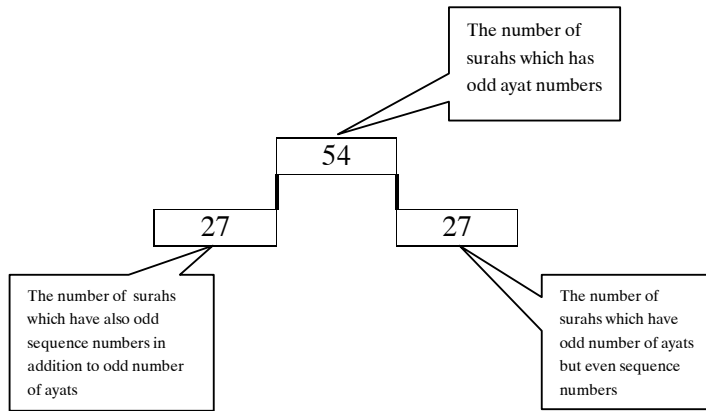 The number of
surahs which has
odd ayat numbers
54
27
27
The number of surahs
which have also odd
sequence numbers in
addition to odd number
of ayats
The number of
surahs which have
odd number of ayats
but even sequence
numbers